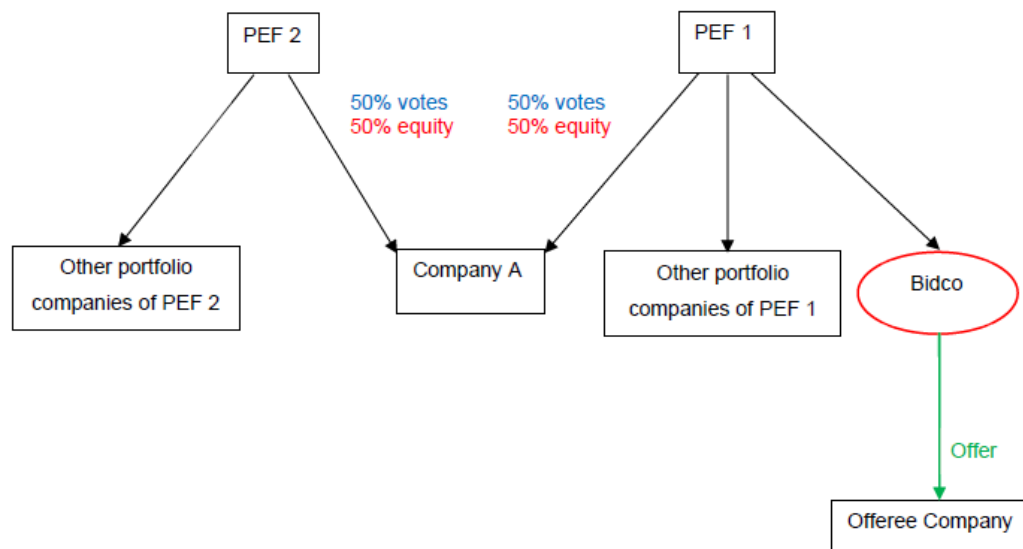 PEF 2
PEF 1
50% votes
50% equity
50% votes
50% equity
Other portfolio
companies of PEF 2
Company A
Other portfolio
companies of PEF 1
Bidco
Offer
Offeree Company